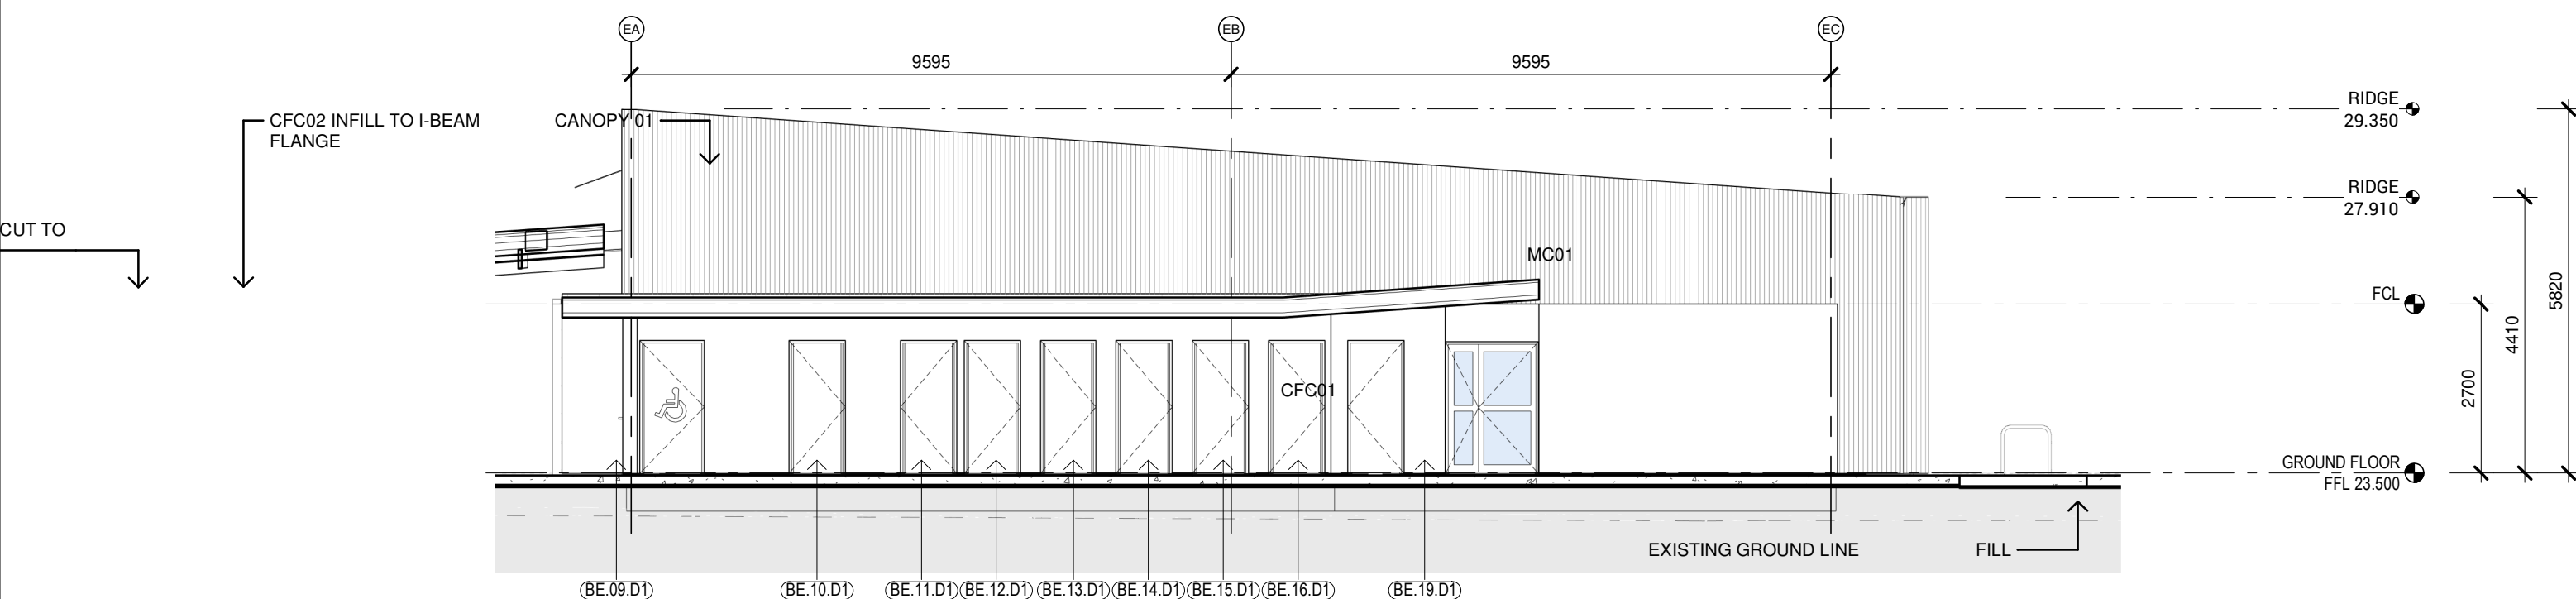 EA
EB
EC
9595
9595
RIDGE
29.350
CFC02 INFILL TO I-BEAM
FLANGE
CANOPY 01
RIDGE
27.910
CUT TO
MC01
FCL
5820
4410
2700
CFC01
GROUND FLOOR
FFL 23.500
EXISTING GROUND LINE
FILL
BE.09.D1
BE.10.D1
BE.11.D1
BE.12.D1
BE.13.D1
BE.14.D1
BE.15.D1
BE.16.D1
BE.19.D1